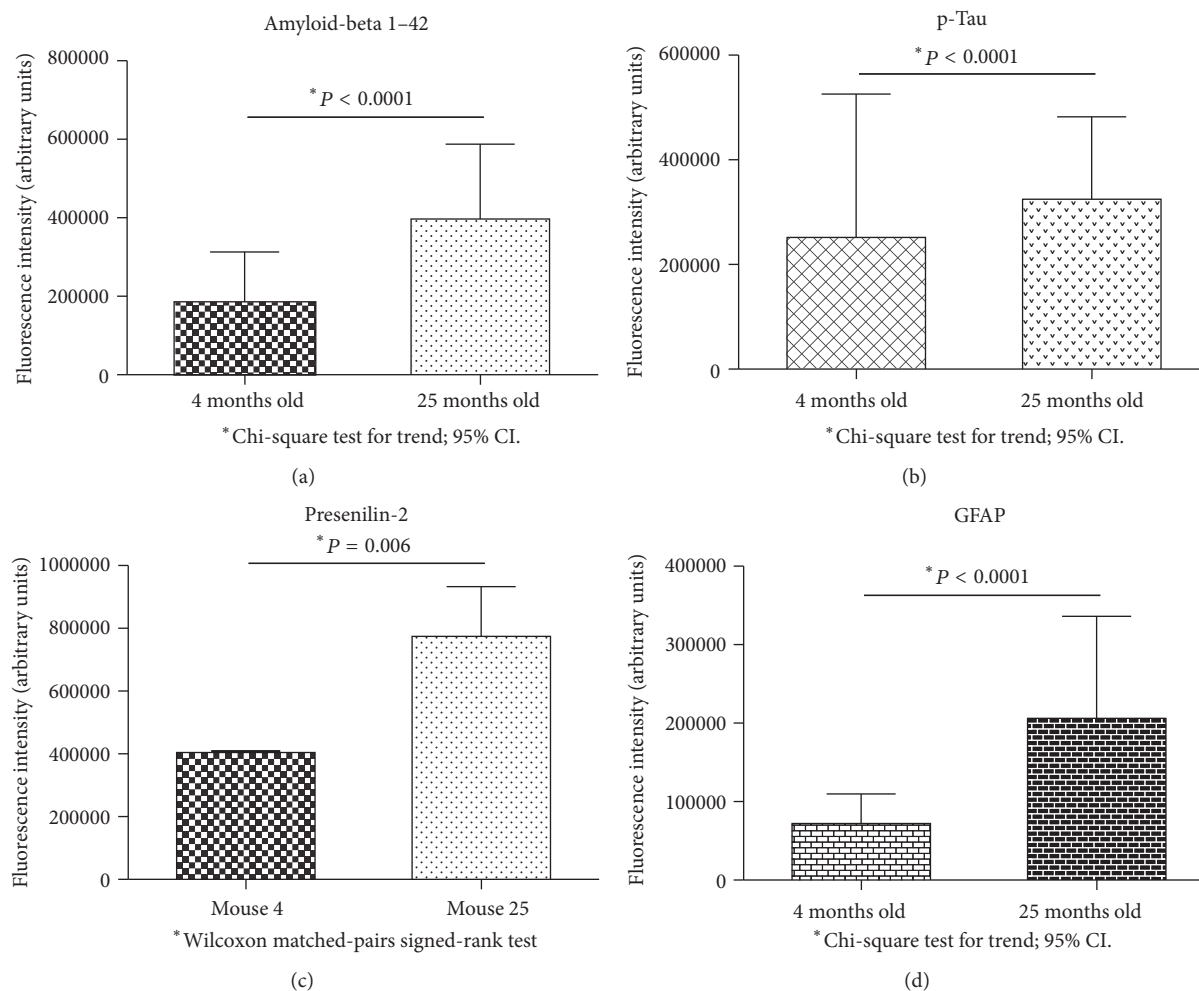 Amyloid-beta 1–42
Fluorescence intensity (arbitrary units)
800000
600000
400000
200000
0
* P < 0.0001
4 months old
25 months old
* Chi-square test for trend; 95% CI.
(a)
p-Tau
Fluorescence intensity (arbitrary units)
600000
400000
200000
0
* P < 0.0001
4 months old
25 months old
* Chi-square test for trend; 95% CI.
(b)
Presenilin-2
Fluorescence intensity (arbitrary units)
1000000
800000
600000
400000
200000
0
* P = 0.006
Mouse 4
Mouse 25
* Wilcoxon matched-pairs signed-rank test
(c)
GFAP
Fluorescence intensity (arbitrary units)
400000
300000
200000
100000
0
* P < 0.0001
4 months old
25 months old
* Chi-square test for trend; 95% CI.
(d)